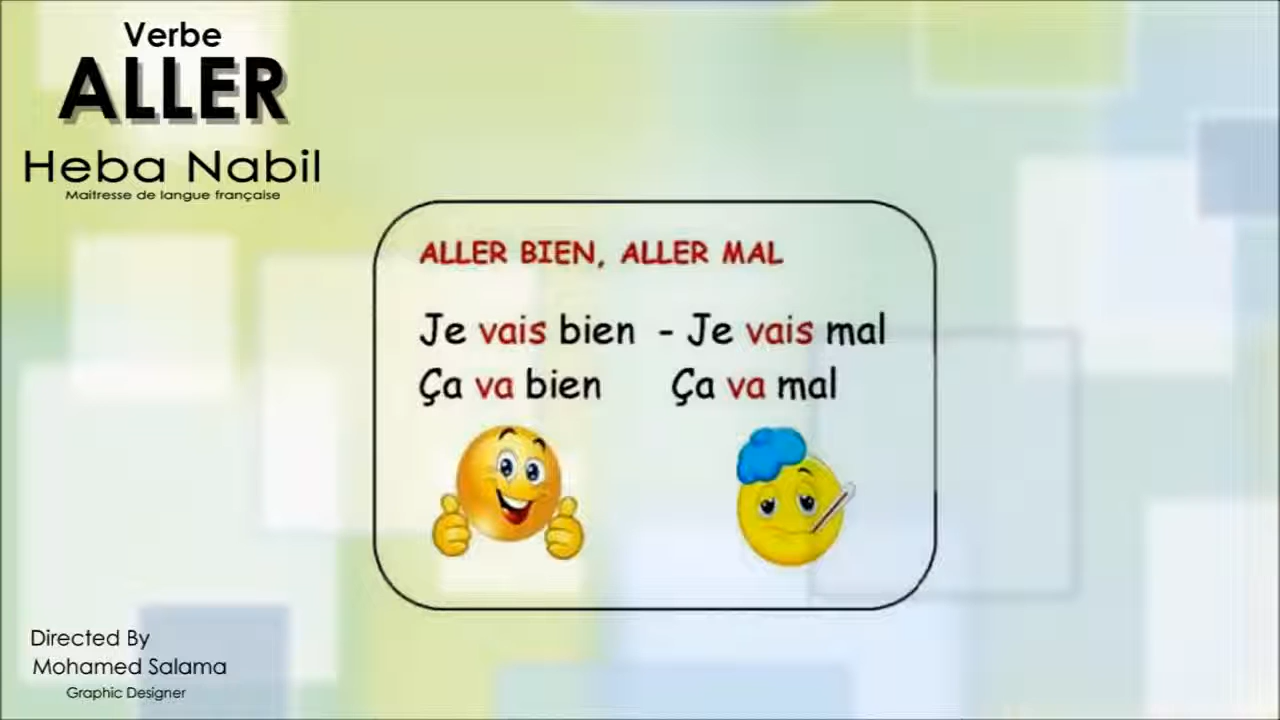 Verbe
ALLER
Heba Nabil
Maitresse de langue française
ALLER BIEN, ALLER MAL
Je vais bien - Je vais mal
Ça va bien Ça va mal
Directed By
Mohamed Salama
Graphic Designer